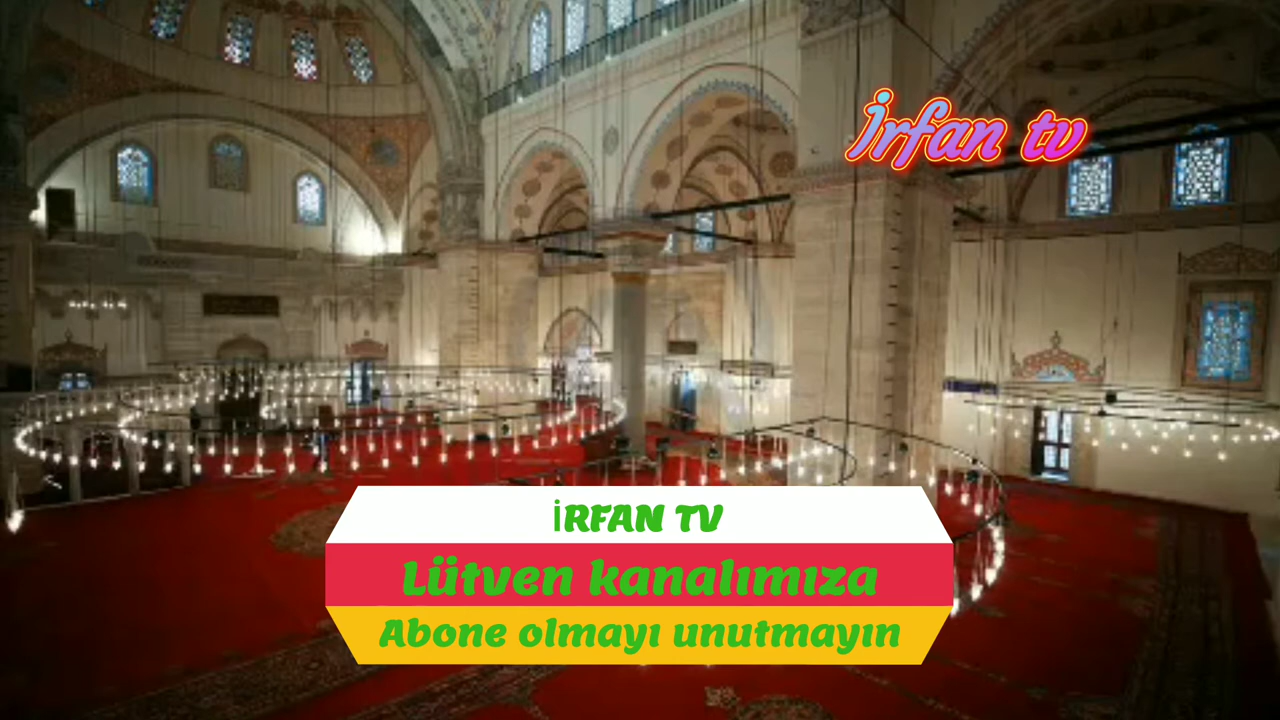 İrfan tv
İRFAN TV
Lütven kanalımıza
Abone olmayı unutmayın